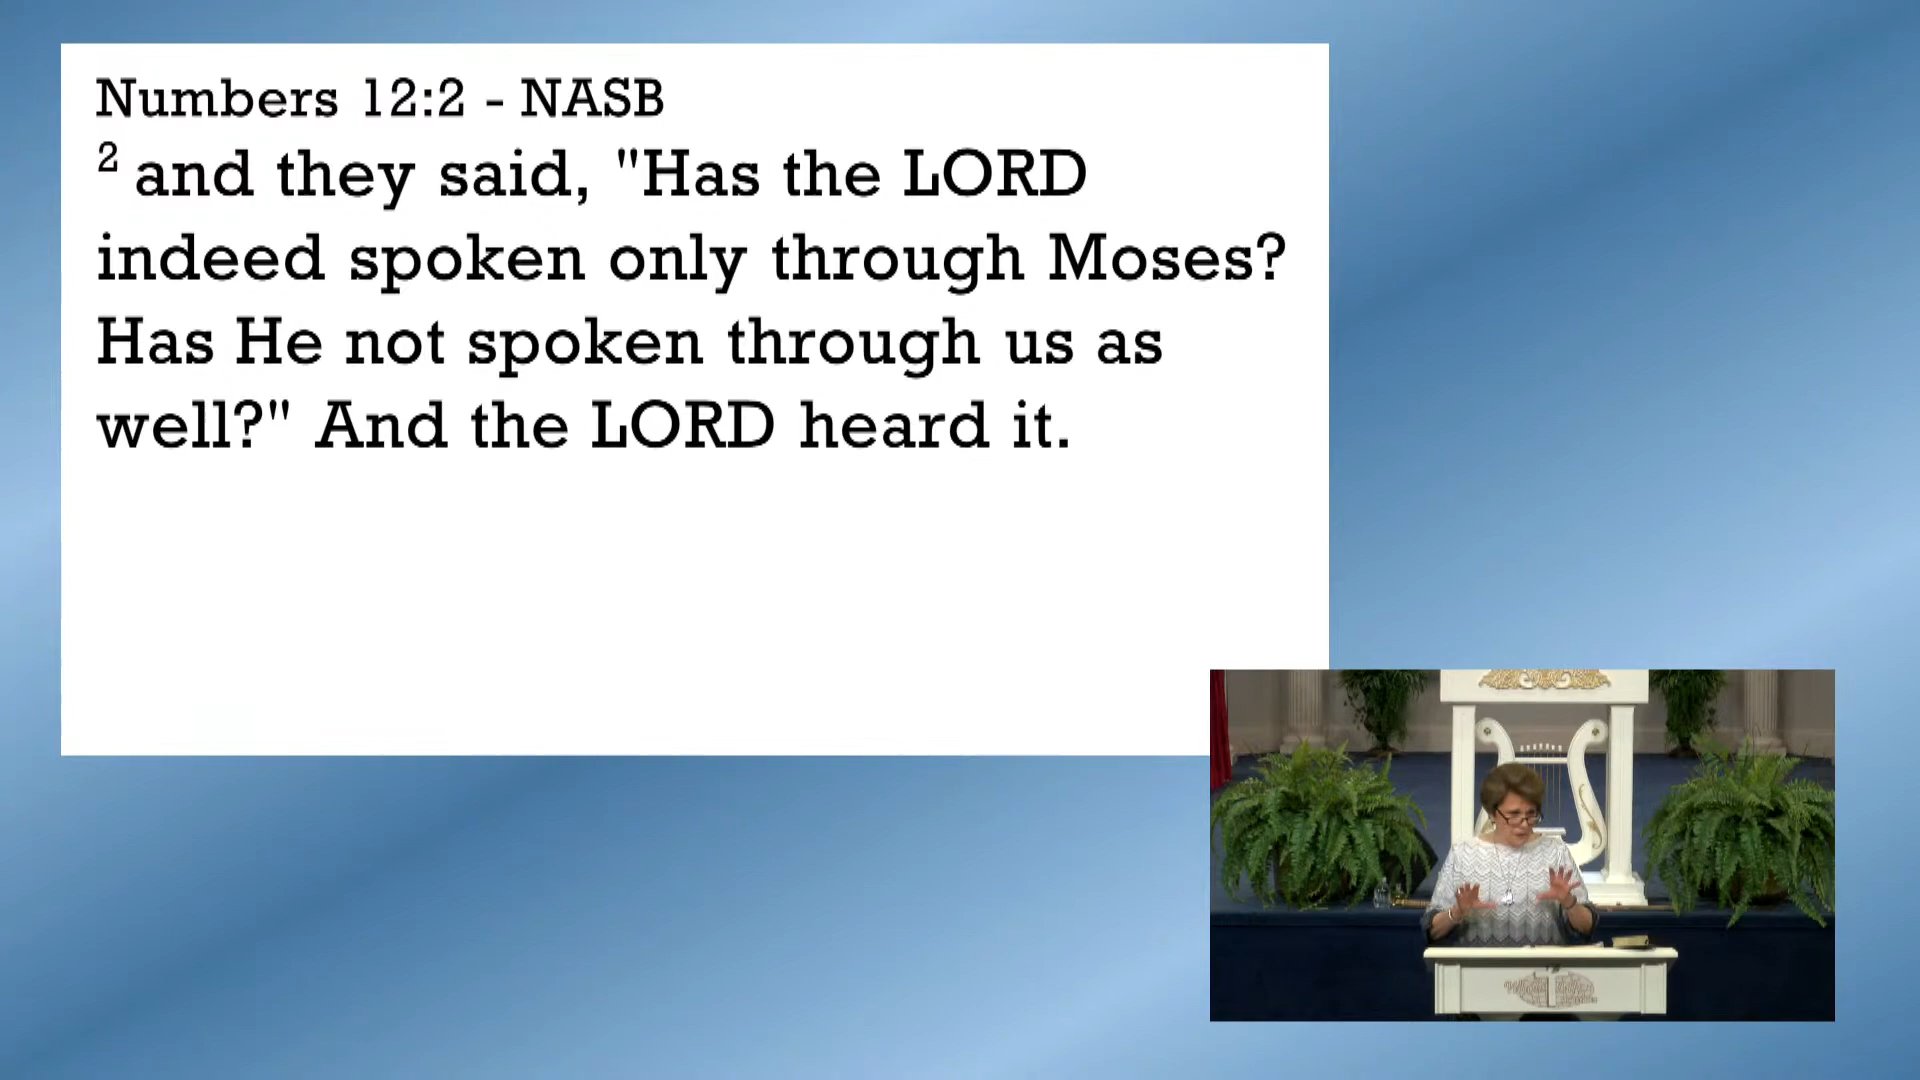 Numbers 12:2 - NASB
2 and they said, "Has the LORD
indeed spoken only through Moses?
Has He not spoken through us as
well?" And the LORD heard it.